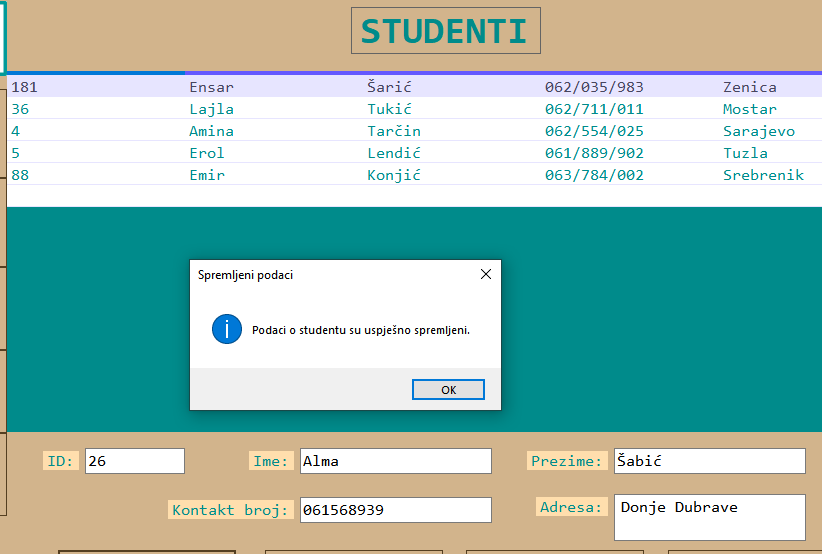 STUDENTI
181 Ensar Šarić 062/035/983 Zenica
36 Lajla Tukić 062/711/011 Mostar
4 Amina Tarčin 062/554/025 Sarajevo
5 Erol Lendić 061/889/902 Tuzla
88 Emir Konjić 063/784/002 Srebrenik
Spremljeni podaci
Podaci o studentu su uspješno spremljeni.
OK
ID: 26 Ime: Alma Prezime: Šabić
Kontakt broj: 061568939 Adresa: Donje Dubrave